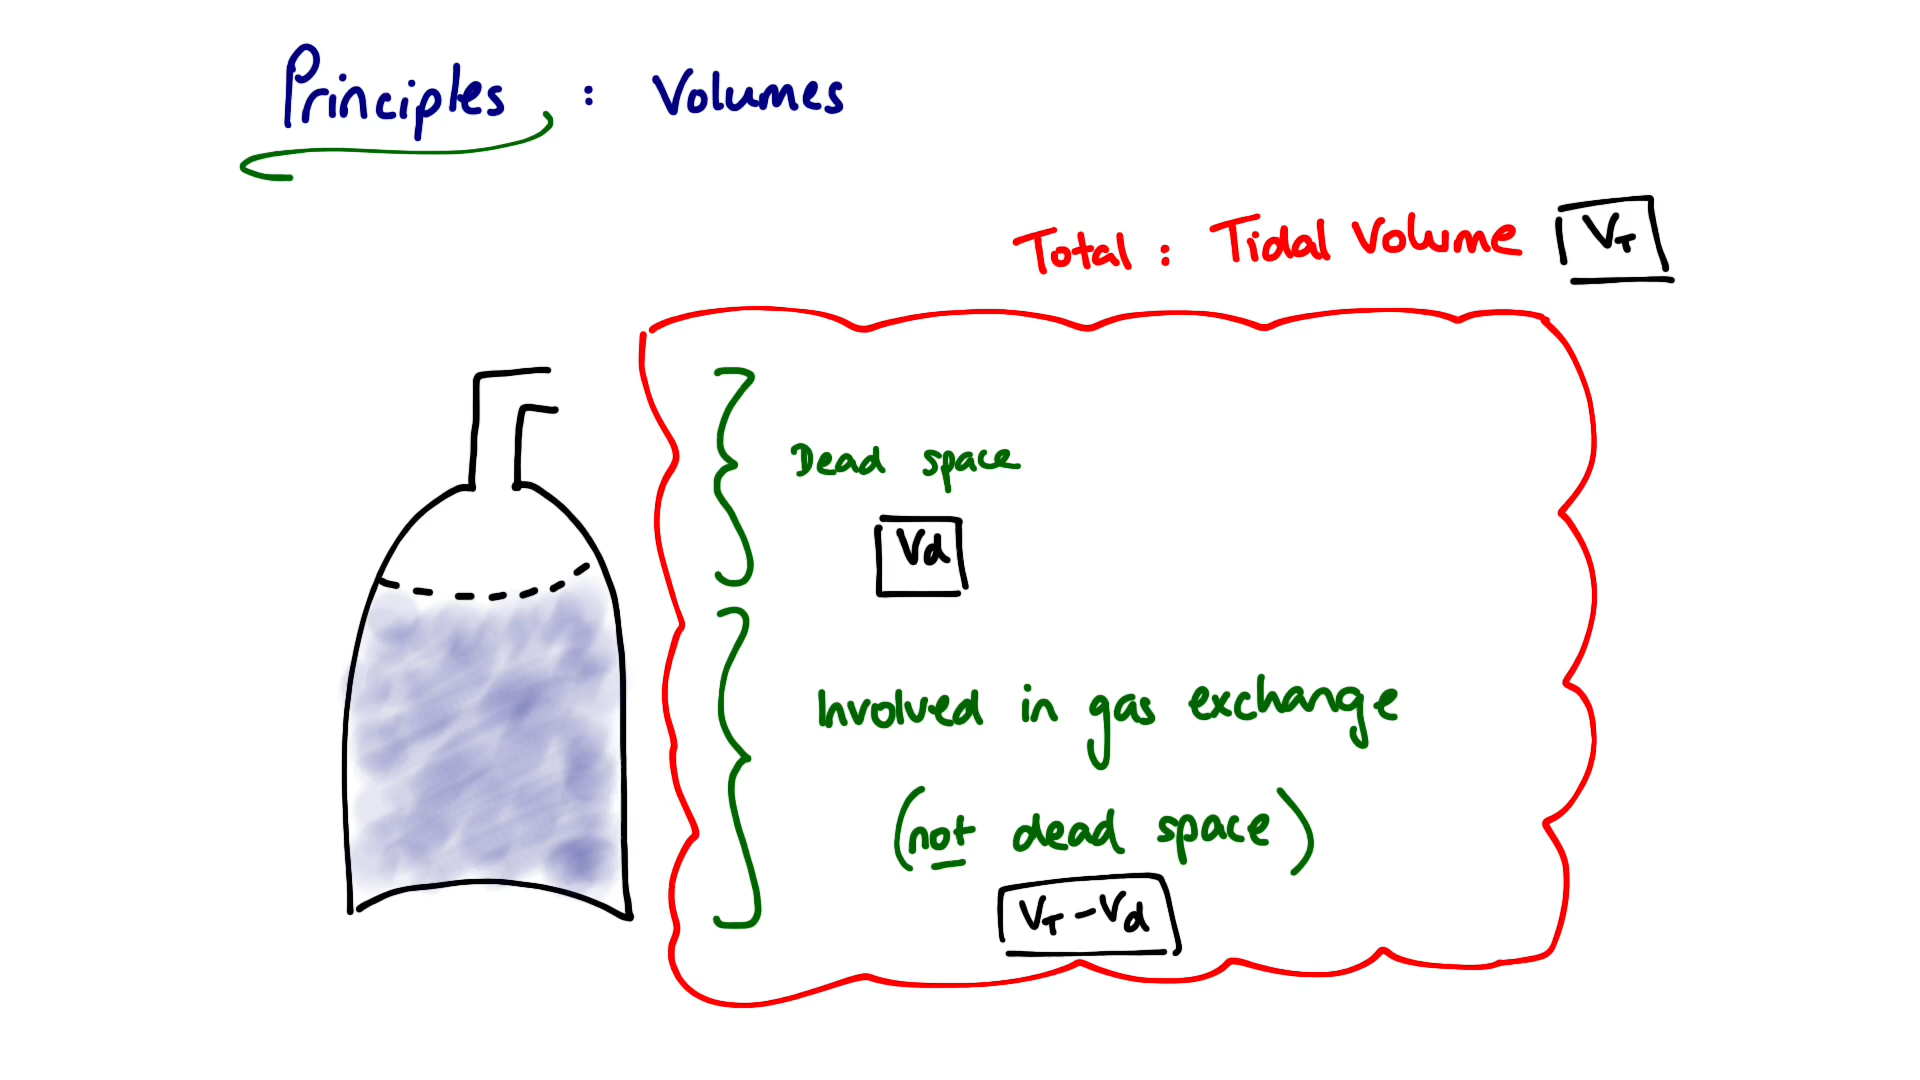 Principles : Volumes
Total : Tidal Volume VT
Dead space
Vd
Involved in gas exchange
(not dead space)
VT - Vd